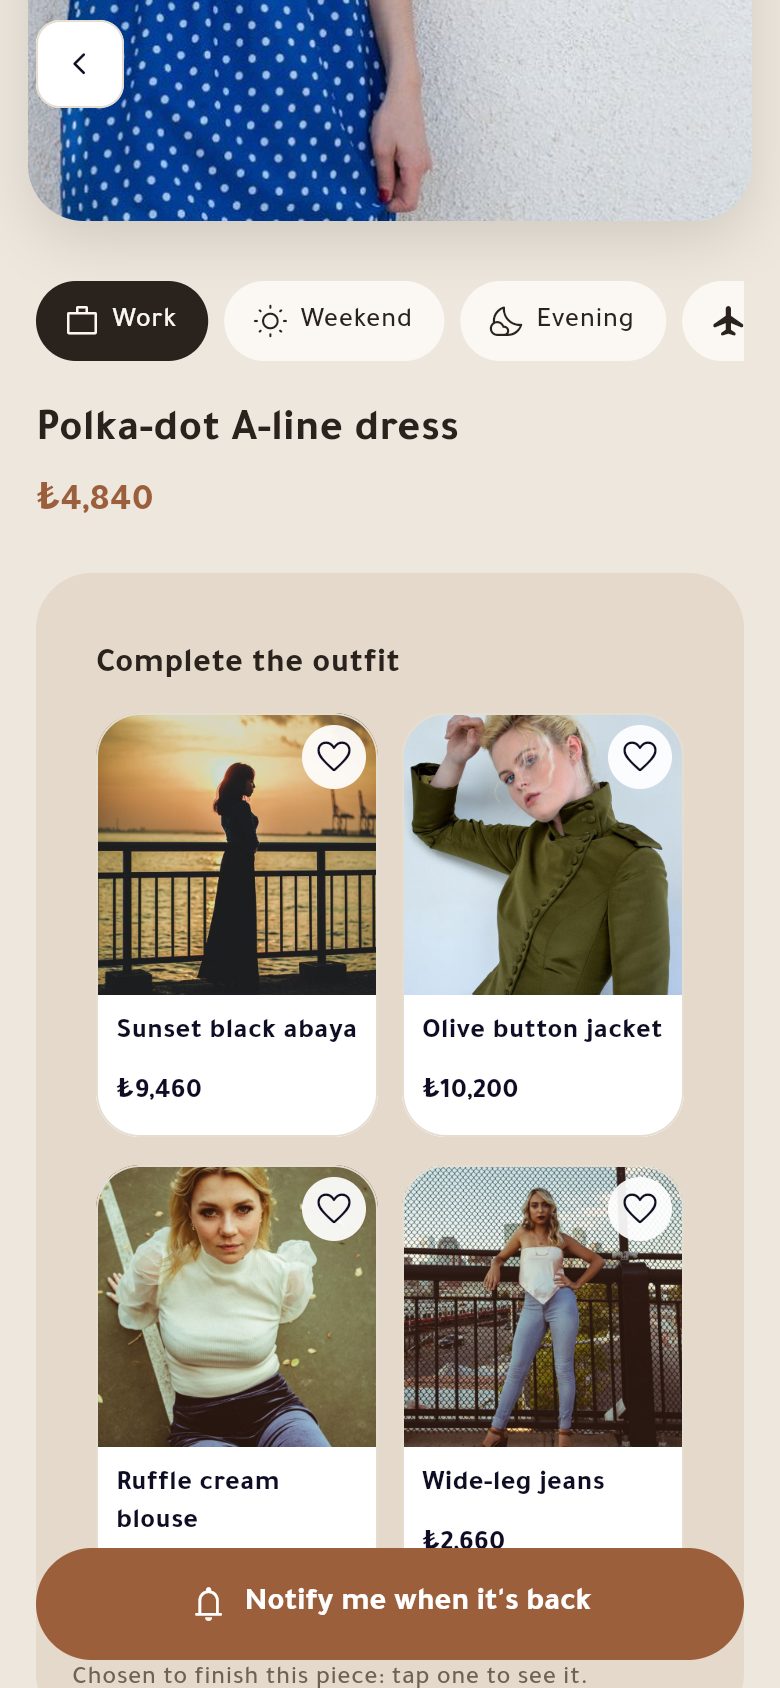 Work
Weekend
Evening
Polka-dot A-line dress
₺4,840
Complete the outfit
Sunset black abaya
₺9,460
Olive button jacket
₺10,200
Ruffle cream
blouse
Wide-leg jeans
₺2,660
Notify me when it's back
Chosen to finish this piece: tap one to see it.